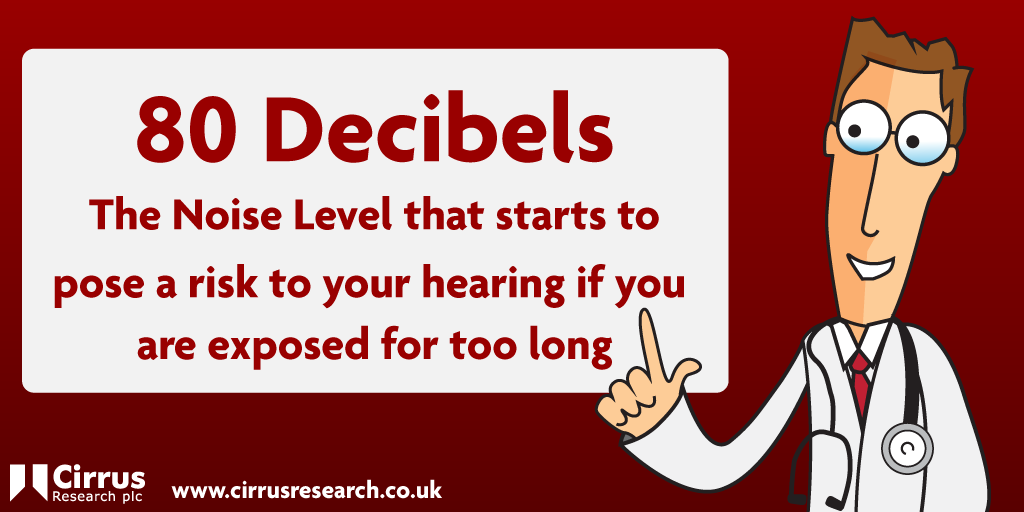 80 Decibels
The Noise Level that starts to
pose a risk to your hearing if you
are exposed for too long
Cirrus
Research plc
www.cirrusresearch.co.uk